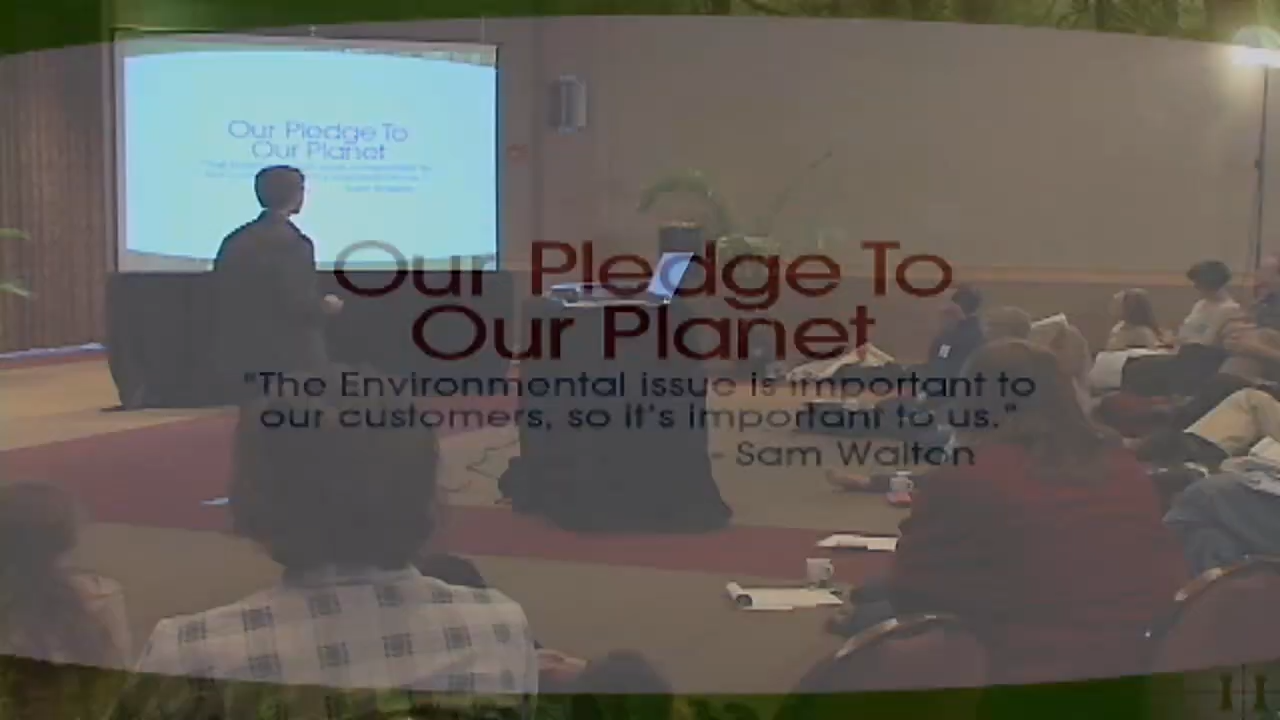 Our Pledge To
Our Planet
Our Pledge To
Our Planet
"The Environmental issue is important to
our customers, so it's important to us."
- Sam Walton